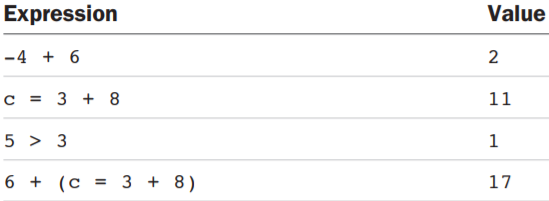 Expression Value
-4 + 6 2
c = 3 + 8 11
5 > 3 1
6 + (c = 3 + 8) 17